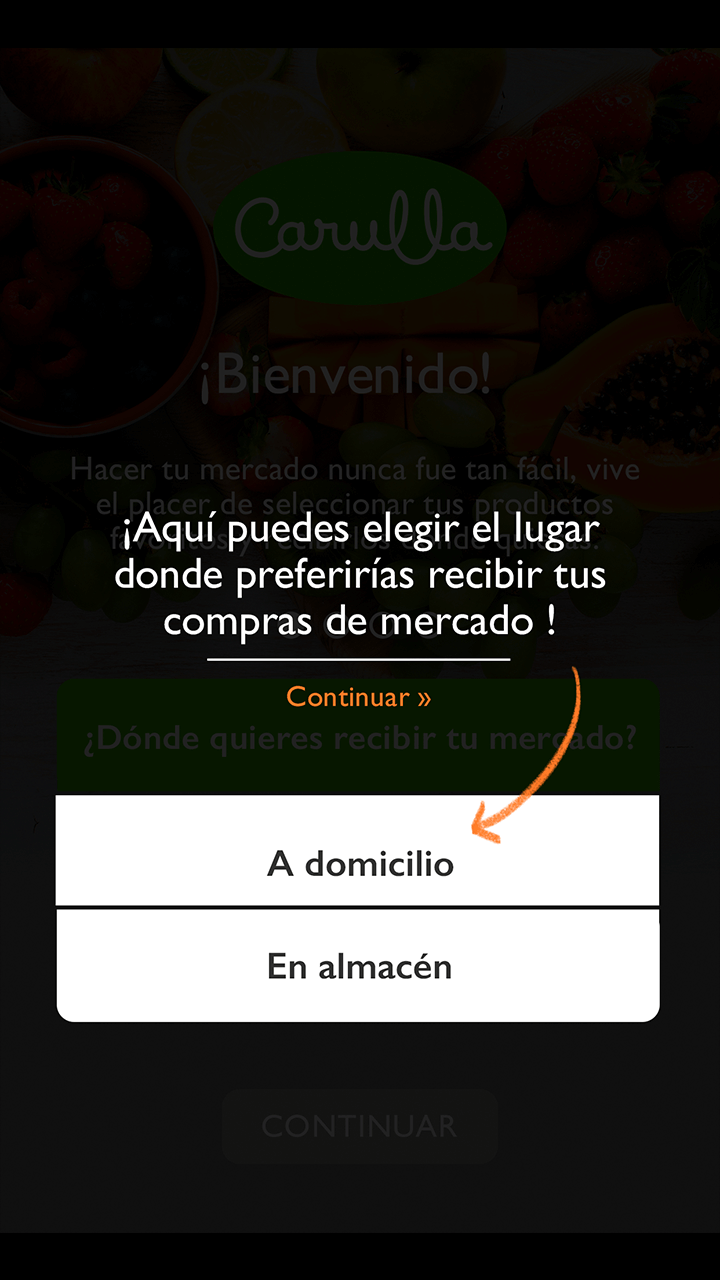 Carulla
¡Bienvenido!
Hacer tu mercado nunca fue tan fácil, vive
el placer de seleccionar tus productos
¡Aquí puedes elegir el lugar
donde preferirías recibir tus
compras de mercado !
Continuar »
¿Dónde quieres recibir tu mercado?
A domicilio
En almacén
CONTINUAR